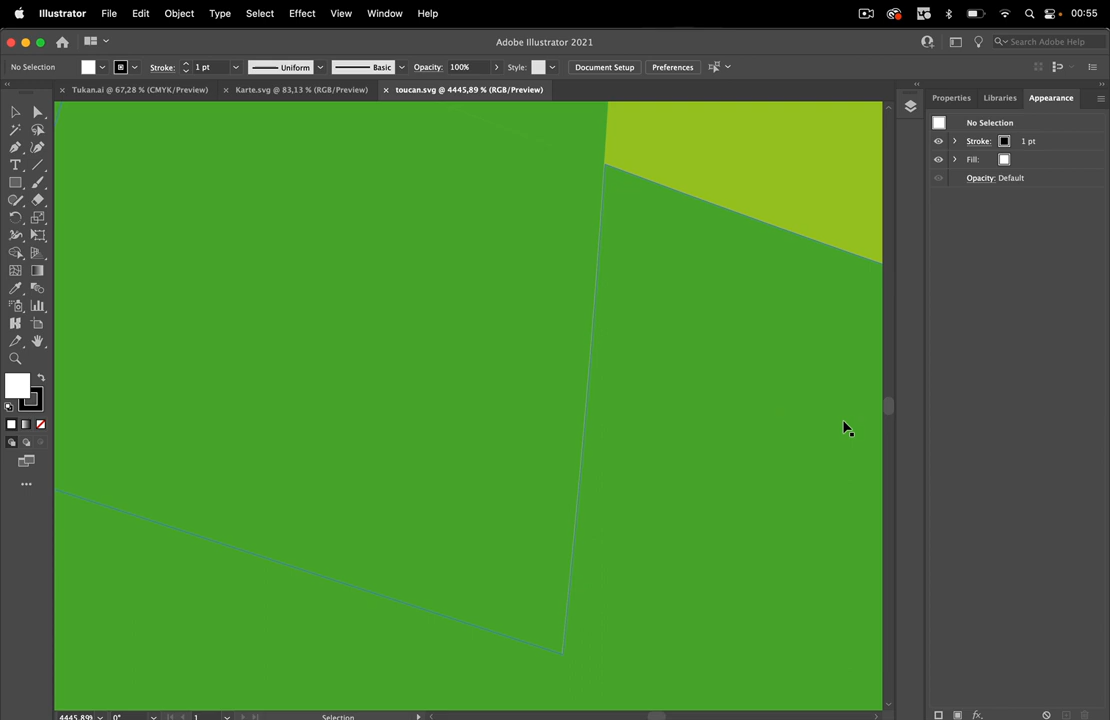 Illustrator File Edit Object Type Select Effect View Window Help 00:55
Adobe Illustrator 2021 Search Adobe Help
No Selection Stroke: 1 pt Uniform Basic Opacity: 100% Style: Document Setup Preferences
Tukan.ai @ 67,28 % (CMYK/Preview) Karte.svg @ 83,13 % (RGB/Preview) toucan.svg @ 4445,89 % (RGB/Preview)
Properties Libraries Appearance
No Selection
Stroke: 1 pt
Fill:
Opacity: Default
4445,89% 0° 1 Selection
fx